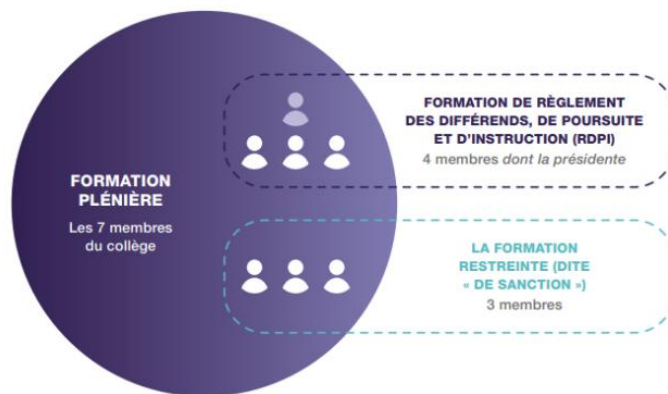 FORMATION
PLÉNIÈRE
Les 7 membres
du collège
FORMATION DE RÈGLEMENT
DES DIFFÉRENDS, DE POURSUITE
ET D'INSTRUCTION (RDPI)
4 membres dont la présidente
LA FORMATION
RESTREINTE (DITE
« DE SANCTION »)
3 membres